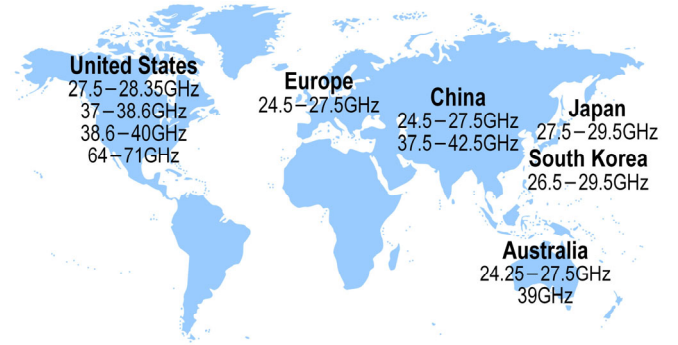 United States
27.5–28.35GHz
37–38.6GHz
38.6–40GHz
64–71GHz
Europe
24.5–27.5GHz
China
24.5–27.5GHz
37.5–42.5GHz
Japan
27.5–29.5GHz
South Korea
26.5–29.5GHz
Australia
24.25–27.5GHz
39GHz